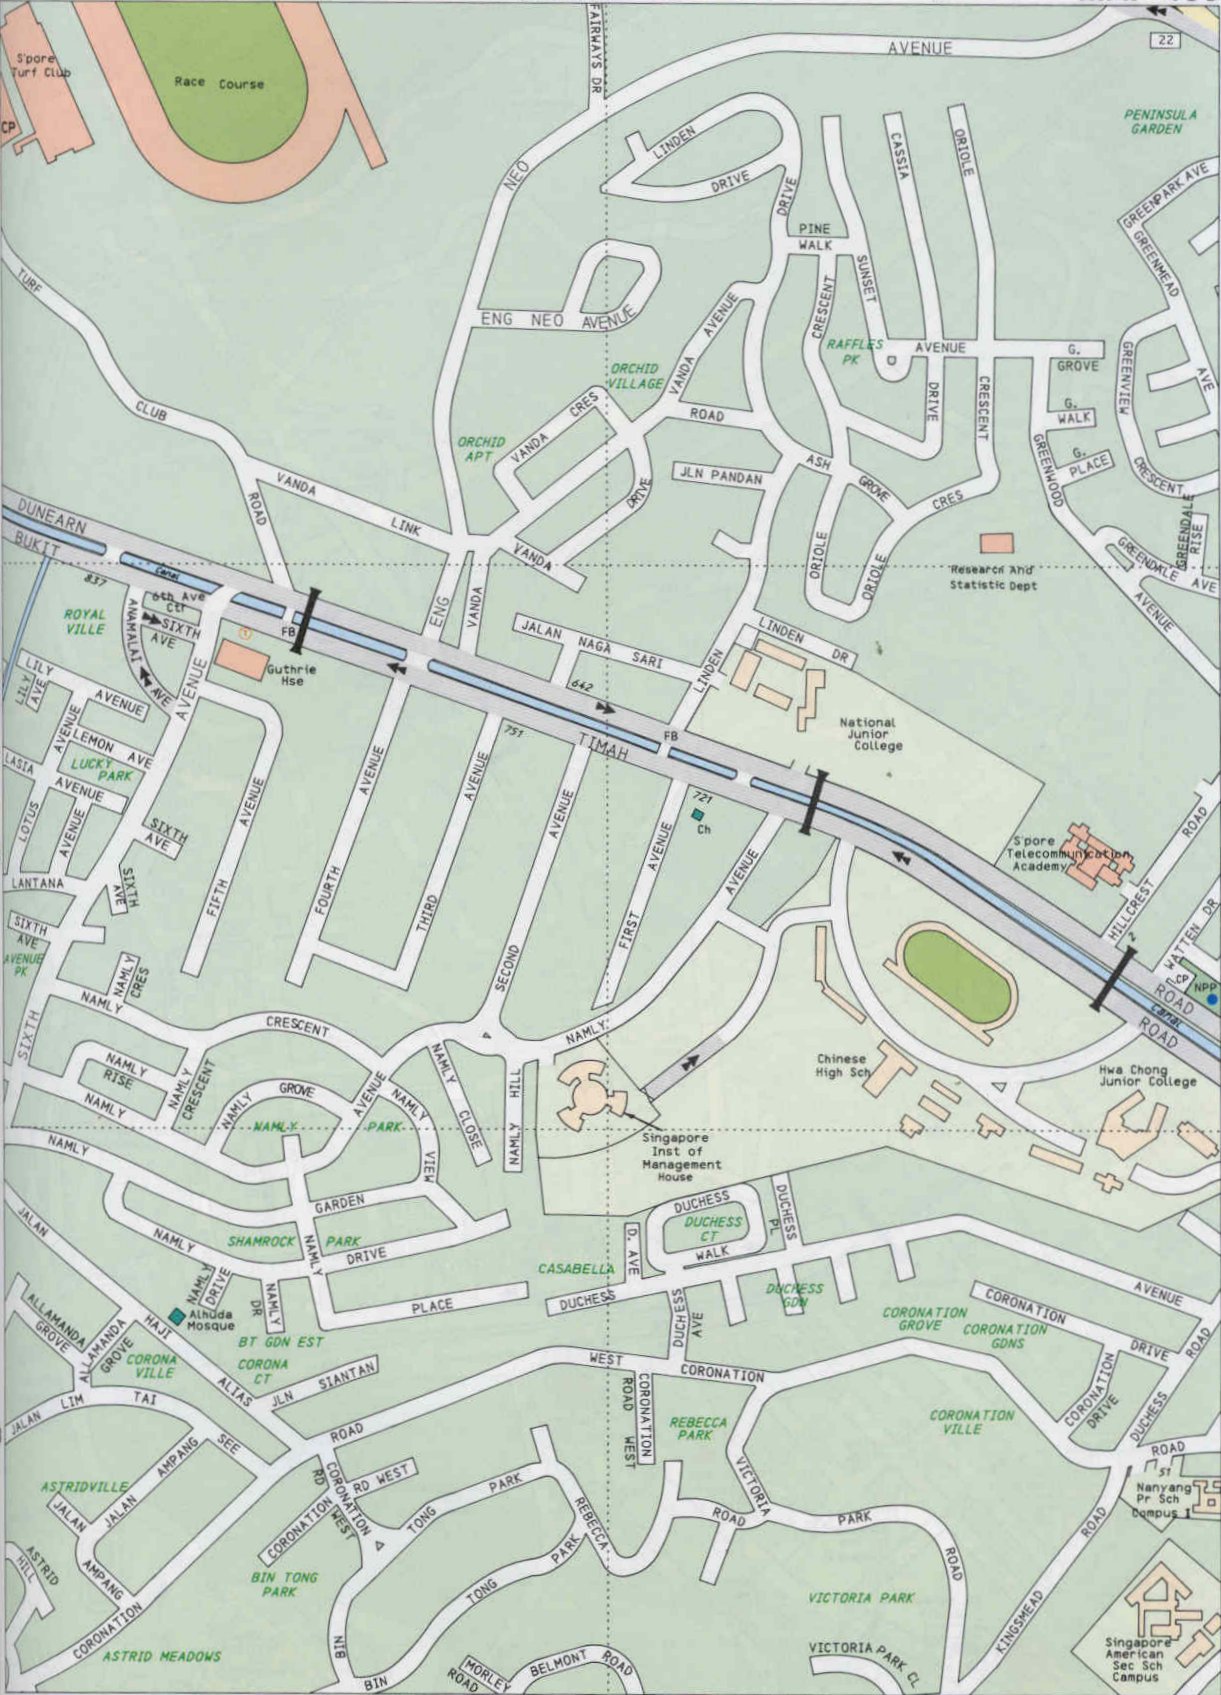 FAIRWAYS DR
AVENUE
22
S'pore
Turf Club
CP
Race Course
PENINSULA
GARDEN
LINDEN
DRIVE
DRIVE
CASSIA
ORIOLE
NEO
PINE
WALK
SUNSET
CRESCENT
GREENPARK AVE
GREENMEAD
AVE
TURF
CLUB
ROAD
ENG NEO AVENUE
ORCHID
VILLAGE
VANDA AVENUE
RAFFLES
PK
AVENUE
G.
GROVE
G.
WALK
G.
PLACE
GREENVIEW
CRESCENT
DRIVE
CRESCENT
GREENWOOD
VANDA CRES
ROAD
ORCHID
APT
VANDA
LINK
DRIVE
VANDA
JLN PANDAN
ASH
GROVE
CRES
ORIOLE
ORIOLE
GREENDALE
RISE
GREENDALE AVE
AVENUE
Research And
Statistic Dept
DUNEARN
BUKIT
Canal
837
6th Ave
Ctr
SIXTH
AVE
ROYAL
VILLE
ANAMALAI
AVE
FB
Guthrie
Hse
ENG
VANDA
JALAN NAGA SARI
LINDEN DR
LINDEN
LILY
LILY
AVE
AVENUE
AVENUE
LEMON AVE
LUCKY
PARK
LASIA
AVENUE
LOTUS
AVENUE
LANTANA
AVENUE
SIXTH
AVE
SIXTH
AVE
SIXTH
AVE
AVENUE
PK
642
751
TIMAH
FB
721
Ch
National
Junior
College
S'pore
Telecommunication
Academy
HILLCREST
ROAD
WATTEN DR
CP
NPP
2
ROAD
Canal
ROAD
FIFTH
AVENUE
FOURTH
AVENUE
THIRD
AVENUE
SECOND
AVENUE
FIRST
AVENUE
AVENUE
NAMLY
SIXTH
NAMLY
NAMLY
CRES
CRESCENT
NAMLY
RISE
NAMLY
CRESCENT
NAMLY
NAMLY
GROVE
NAMLY
PARK
AVENUE
NAMLY
VIEW
NAMLY
CLOSE
NAMLY HILL
NAMLY
Chinese
High Sch
Hwa Chong
Junior College
Singapore
Inst of
Management
House
JALAN
NAMLY
GARDEN
SHAMROCK
PARK
NAMLY
DRIVE
NAMLY
DRIVE
NAMLY
DR
PLACE
Alhuda
Mosque
BT GDN EST
CASABELLA
DUCHESS
D. AVE
DUCHESS
DUCHESS
CT
WALK
DUCHESS
PL
DUCHESS
GDN
DUCHESS
AVE
AVENUE
CORONATION
GROVE
CORONATION
GDNS
CORONATION
DRIVE
ROAD
CORONATION
DRIVE
DUCHESS
ALLAMANDA
GROVE
ALLAMANDA
GROVE
HAJI
CORONA
VILLE
CORONA
CT
ALIAS
JLN SIANTAN
JALAN LIM TAI
SEE
ROAD
WEST
CORONATION
CORONATION
ROAD WEST
REBECCA
PARK
CORONATION
VILLE
ROAD
51
Nanyang
Pr Sch
Campus I
ASTRIDVILLE
JALAN AMPANG
JALAN
AMPANG
ASTRID
HILL
CORONATION
ASTRID MEADOWS
CORONATION
RD
WEST
CORONATION
RD WEST
BIN TONG
PARK
TONG
PARK
REBECCA
VICTORIA
ROAD
PARK
ROAD
BIN
BIN
TONG
PARK
MORLEY
ROAD
BELMONT ROAD
VICTORIA PARK
VICTORIA PARK CL
KINGSMEAD
ROAD
Singapore
American
Sec Sch
Campus